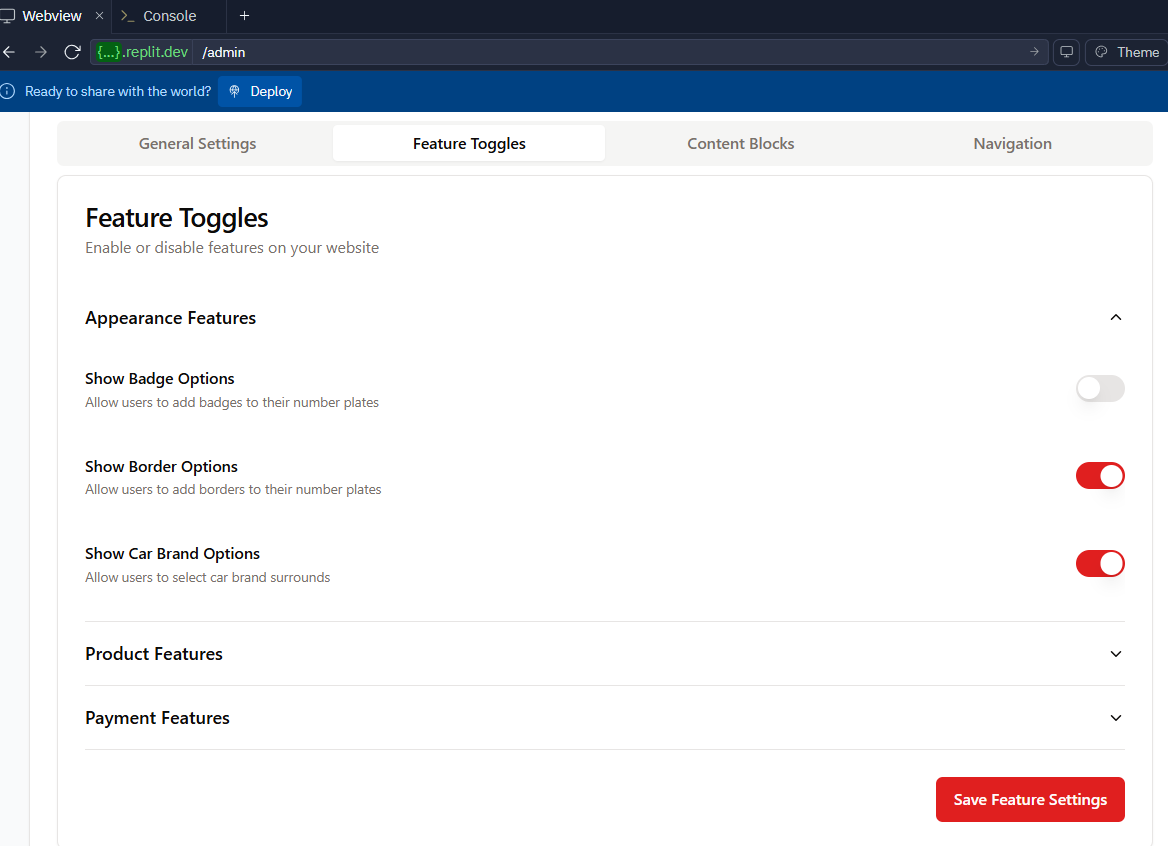 Webview
Console
{...}.replit.dev /admin
Theme
Ready to share with the world? Deploy
General Settings
Feature Toggles
Content Blocks
Navigation
Feature Toggles
Enable or disable features on your website
Appearance Features
Show Badge Options
Allow users to add badges to their number plates
Show Border Options
Allow users to add borders to their number plates
Show Car Brand Options
Allow users to select car brand surrounds
Product Features
Payment Features
Save Feature Settings